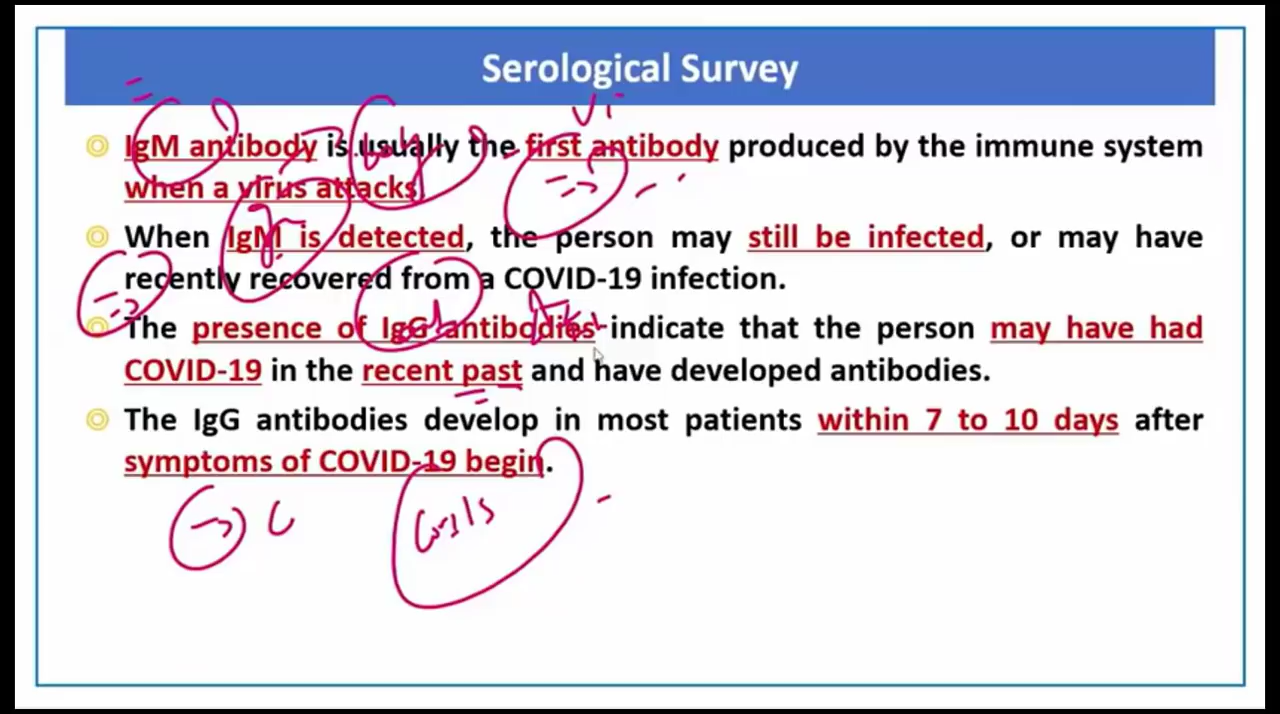 Serological Survey
IgM antibody is usually the first antibody produced by the immune system
when a virus attacks.
When IgM is detected, the person may still be infected, or may have
recently recovered from a COVID-19 infection.
The presence of IgG antibodies indicate that the person may have had
COVID-19 in the recent past and have developed antibodies.
The IgG antibodies develop in most patients within 7 to 10 days after
symptoms of COVID-19 begin.